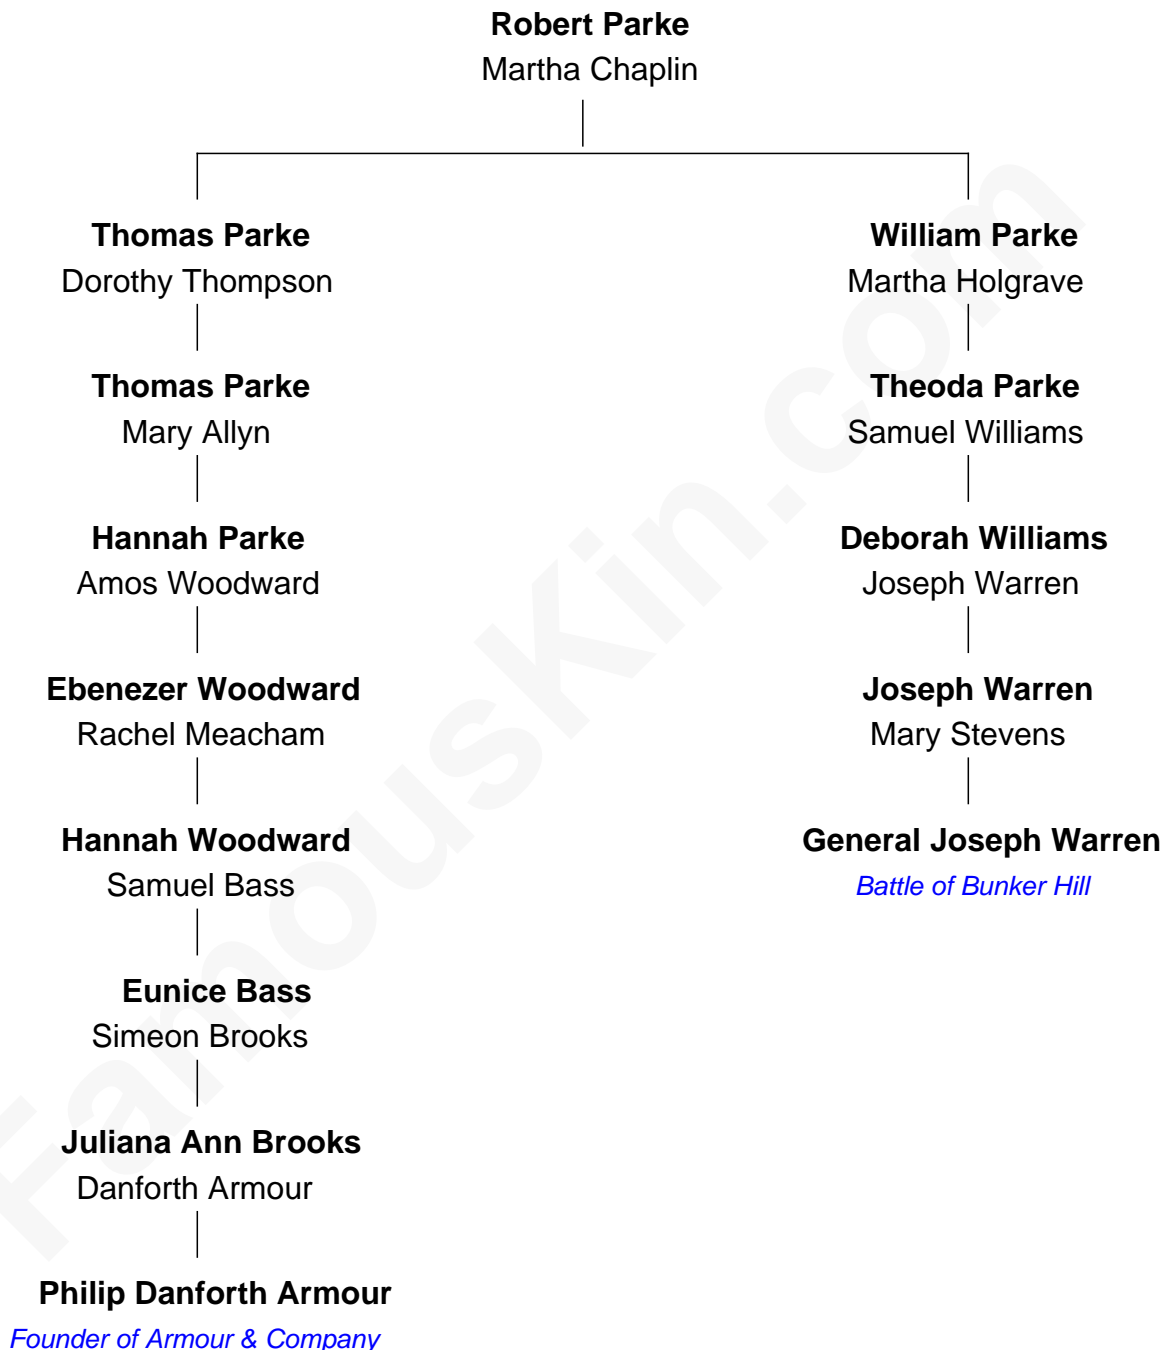 Robert Parke
Martha Chaplin
Thomas Parke
Dorothy Thompson
Thomas Parke
Mary Allyn
Hannah Parke
Amos Woodward
Ebenezer Woodward
Rachel Meacham
Hannah Woodward
Samuel Bass
Eunice Bass
Simeon Brooks
Juliana Ann Brooks
Danforth Armour
Philip Danforth Armour
Founder of Armour & Company
William Parke
Martha Holgrave
Theoda Parke
Samuel Williams
Deborah Williams
Joseph Warren
Joseph Warren
Mary Stevens
General Joseph Warren
Battle of Bunker Hill
FamousKin.com